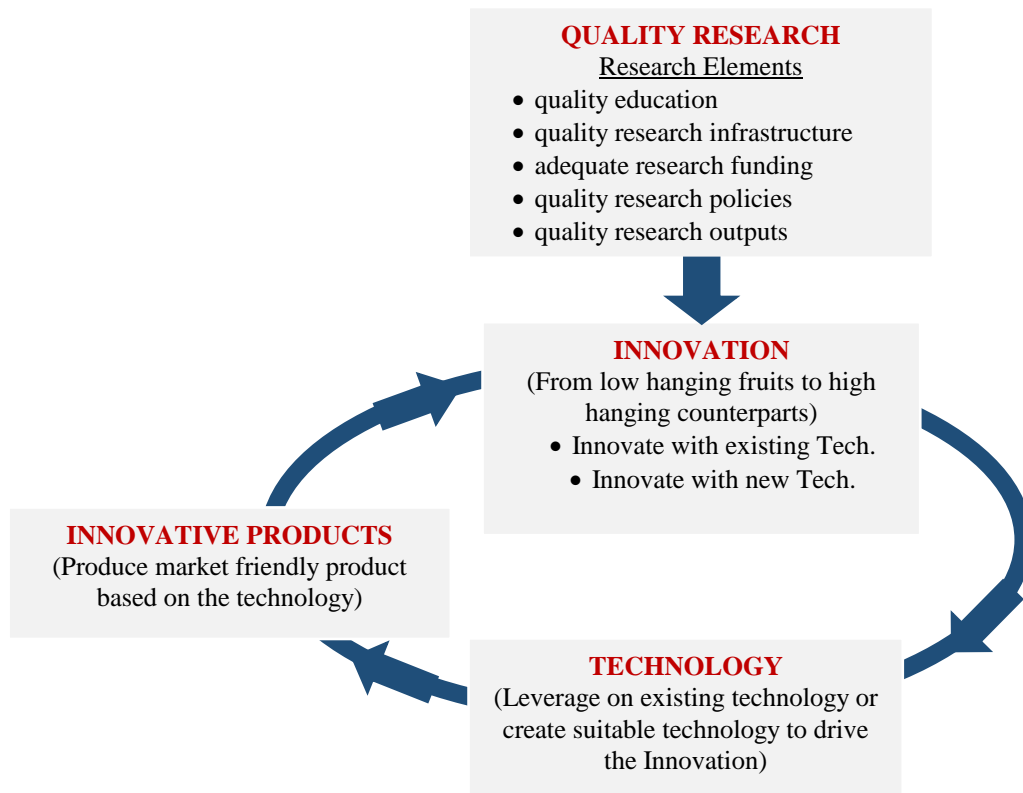 QUALITY RESEARCH
Research Elements
• quality education
• quality research infrastructure
• adequate research funding
• quality research policies
• quality research outputs
INNOVATION
(From low hanging fruits to high
hanging counterparts)
• Innovate with existing Tech.
• Innovate with new Tech.
INNOVATIVE PRODUCTS
(Produce market friendly product
based on the technology)
TECHNOLOGY
(Leverage on existing technology or
create suitable technology to drive
the Innovation)